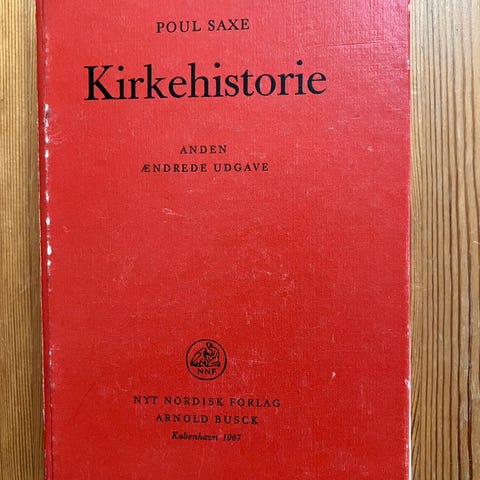 POUL SAXE
Kirkehistorie
ANDEN
ÆNDREDE UDGAVE
NNF
NYT NORDISK FORLAG
ARNOLD BUSCK
København 1967